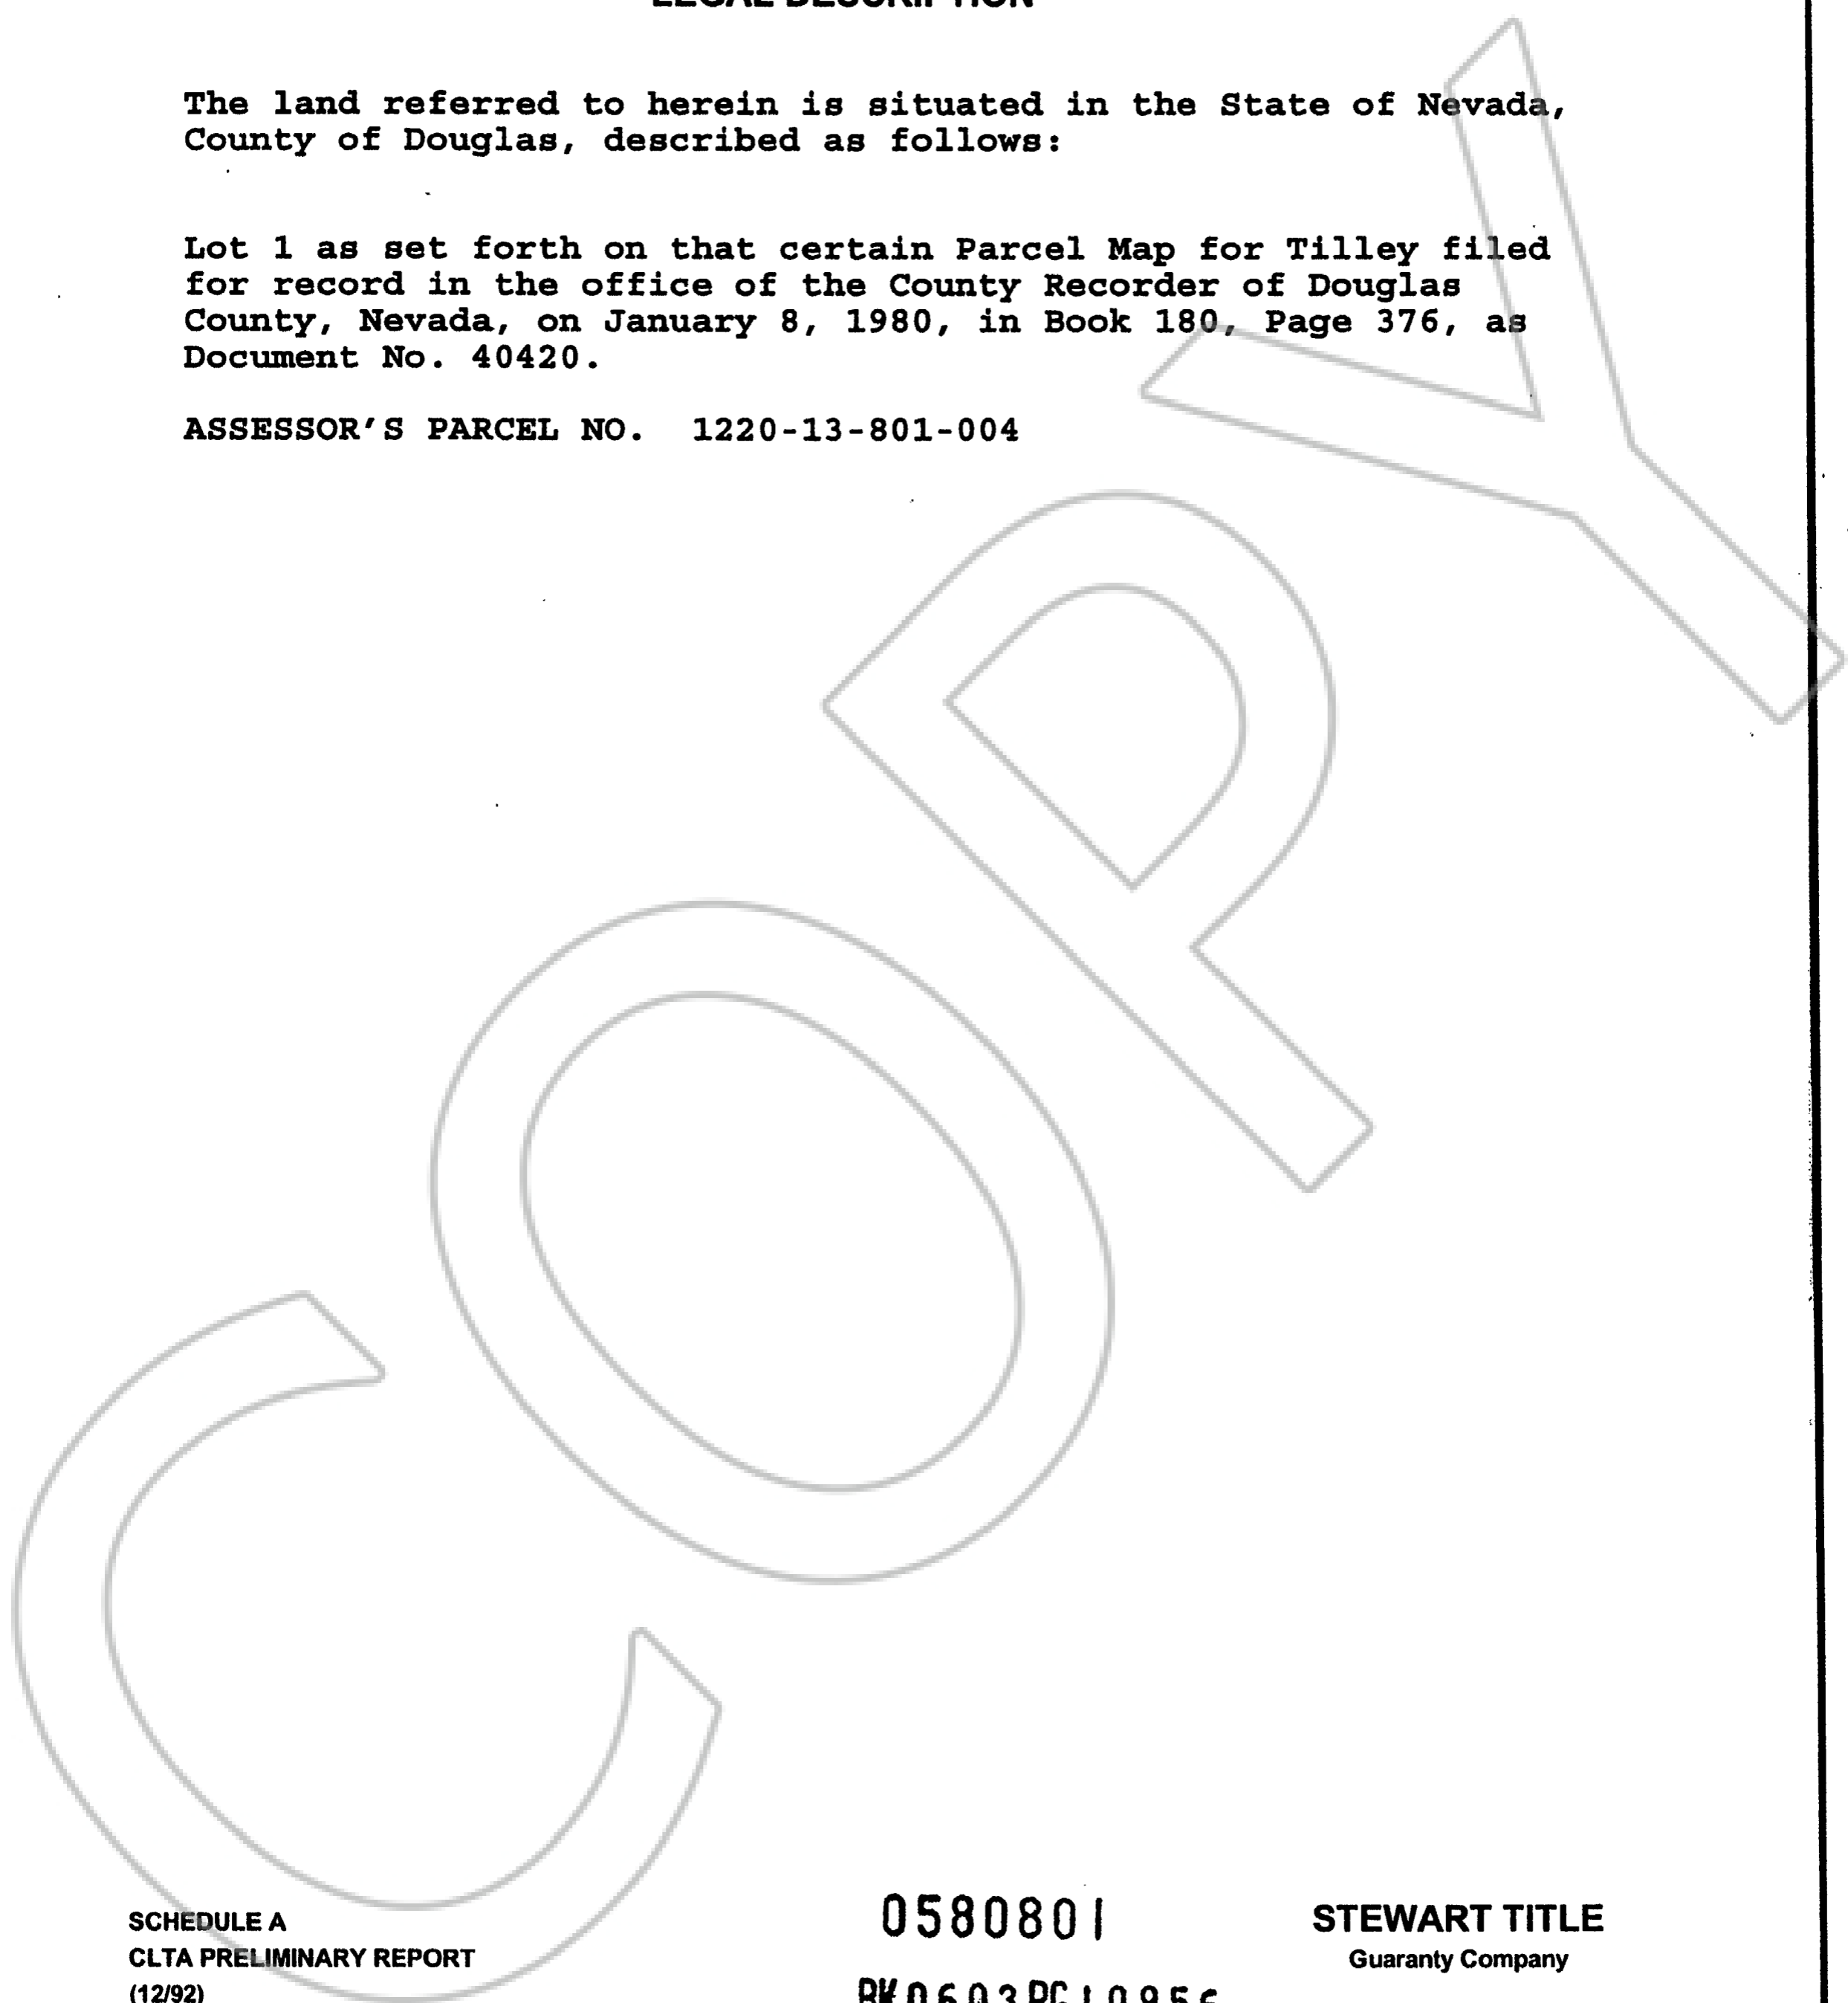 LEGAL DESCRIPTION
The land referred to herein is situated in the State of Nevada,
County of Douglas, described as follows:
Lot 1 as set forth on that certain Parcel Map for Tilley filed
for record in the office of the County Recorder of Douglas
County, Nevada, on January 8, 1980, in Book 180, Page 376, as
Document No. 40420.
ASSESSOR'S PARCEL NO. 1220-13-801-004
COPY
SCHEDULE A
CLTA PRELIMINARY REPORT
(12/92)
0580801
STEWART TITLE
Guaranty Company